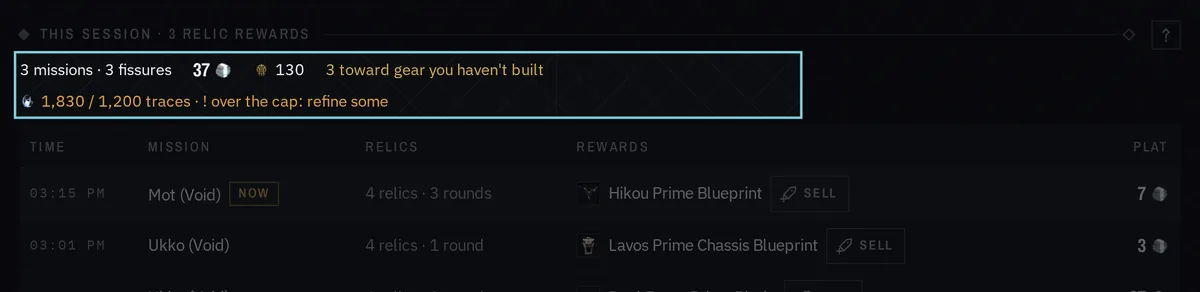 THIS SESSION · 3 RELIC REWARDS
?
3 missions · 3 fissures 37 130 3 toward gear you haven't built
1,830 / 1,200 traces · ! over the cap: refine some
TIME MISSION RELICS REWARDS PLAT
03:15 PM Mot (Void) NOW 4 relics · 3 rounds Hikou Prime Blueprint SELL 7
03:01 PM Ukko (Void) 4 relics · 1 round Lavos Prime Chassis Blueprint SELL 3